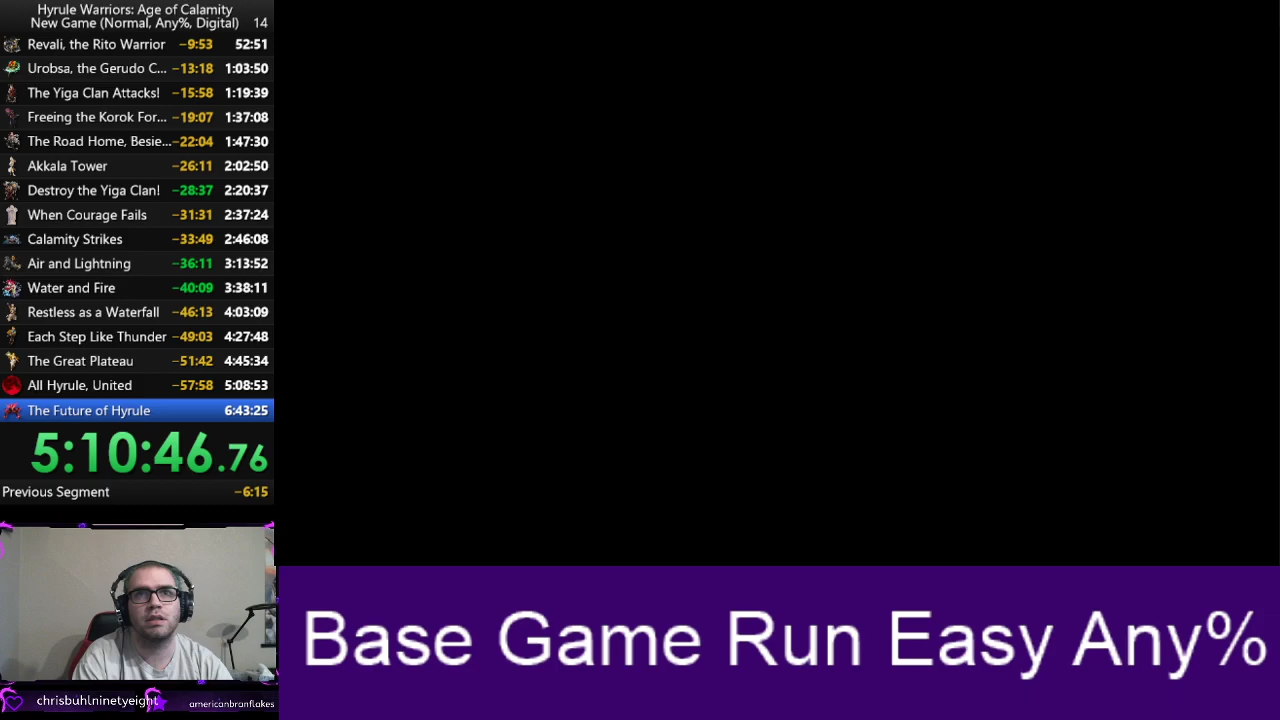 Hyrule Warriors: Age of Calamity
New Game (Normal, Any%, Digital) 14
Revali, the Rito Warrior −9:53 52:51
Urobsa, the Gerudo C... −13:18 1:03:50
The Yiga Clan Attacks! −15:58 1:19:39
Freeing the Korok For... −19:07 1:37:08
The Road Home, Besie... −22:04 1:47:30
Akkala Tower −26:11 2:02:50
Destroy the Yiga Clan! −28:37 2:20:37
When Courage Fails −31:31 2:37:24
Calamity Strikes −33:49 2:46:08
Air and Lightning −36:11 3:13:52
Water and Fire −40:09 3:38:11
Restless as a Waterfall −46:13 4:03:09
Each Step Like Thunder −49:03 4:27:48
The Great Plateau −51:42 4:45:34
All Hyrule, United −57:58 5:08:53
The Future of Hyrule 6:43:25
5:10:46.76
Previous Segment −6:15
Base Game Run Easy Any%
chrisbuhlninetyeight americanbranflakes